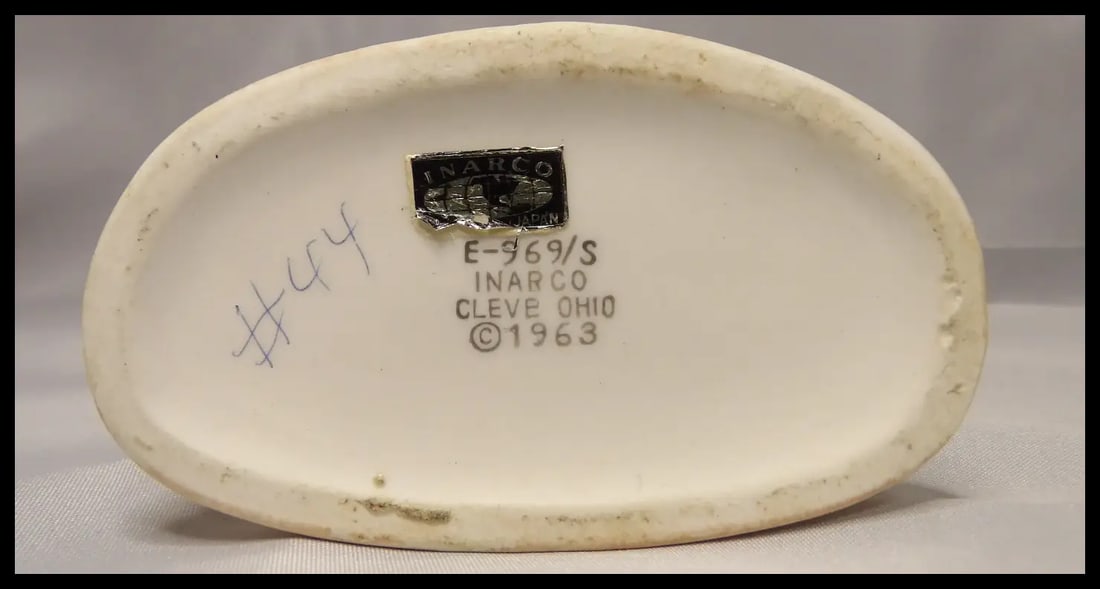 INARCO
JAPAN
E-969/S
INARCO
CLEVE OHIO
©1963
#44